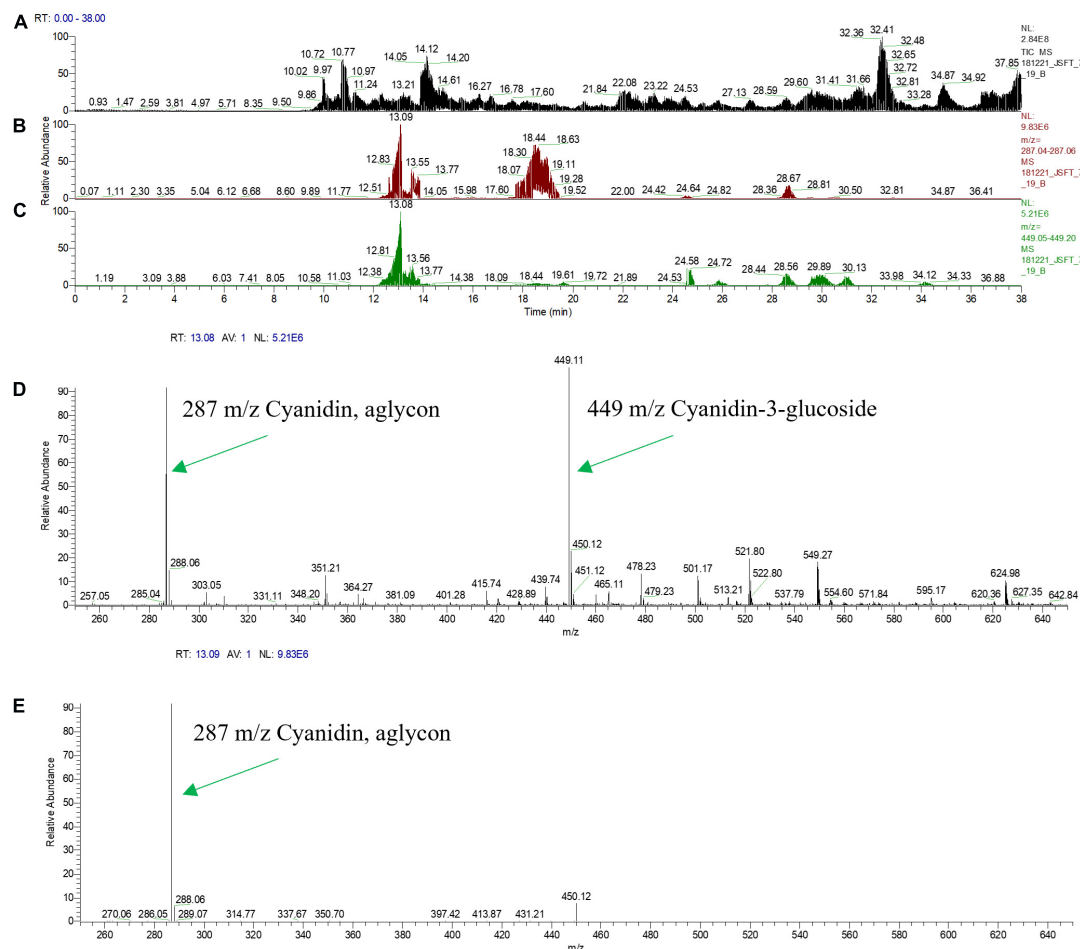 A
RT: 0.00 - 38.00
NL:
2.84E8
TIC MS
181221_JSFT_
_19_B
100
50
0
0.93 1.47 2.59 3.81 4.97 5.71 8.35 9.50 9.86 10.02 9.97 10.72 10.77 10.97 11.24 13.21 14.05 14.12 14.20 14.61 16.27 16.78 17.60 21.84 22.08 23.22 24.53 27.13 28.59 29.60 31.41 31.66 32.36 32.41 32.48 32.65 32.72 32.81 33.28 34.87 34.92 37.85
B
NL:
9.83E6
m/z=
287.04-287.06
MS
181221_JSFT_
_19_B
100
50
0
0.07 1.11 2.30 3.35 5.04 6.12 6.68 8.60 9.89 11.77 12.51 12.83 13.09 13.55 13.77 14.05 15.98 17.60 18.07 18.30 18.44 18.63 19.11 19.28 19.52 22.00 24.42 24.64 24.82 28.36 28.67 28.81 30.50 32.81 34.87 36.41
Relative Abundance
C
NL:
5.21E6
m/z=
449.05-449.20
MS
181221_JSFT_
_19_B
100
50
0
1.19 3.09 3.88 6.03 7.41 8.05 10.58 11.03 12.38 12.81 13.08 13.56 13.77 14.38 18.09 18.44 19.61 19.72 21.89 24.53 24.58 24.72 28.44 28.56 29.89 30.13 33.98 34.12 34.33 36.88
0 2 4 6 8 10 12 14 16 18 20 22 24 26 28 30 32 34 36 38
Time (min)
RT: 13.08 AV: 1 NL: 5.21E6
D
449.11
287 m/z Cyanidin, aglycon
449 m/z Cyanidin-3-glucoside
90
80
70
60
50
40
30
20
10
0
Relative Abundance
257.05 285.04 288.06 303.05 331.11 348.20 351.21 364.27 381.09 401.28 415.74 428.89 439.74 450.12 451.12 465.11 478.23 479.23 501.17 513.21 521.80 522.80 537.79 549.27 554.60 571.84 595.17 620.36 624.98 627.35 642.84
260 280 300 320 340 360 380 400 420 440 460 480 500 520 540 560 580 600 620 640
m/z
RT: 13.09 AV: 1 NL: 9.83E6
E
287 m/z Cyanidin, aglycon
90
80
70
60
50
40
30
20
10
0
Relative Abundance
270.06 286.05 288.06 289.07 314.77 337.67 350.70 397.42 413.87 431.21 450.12
260 280 300 320 340 360 380 400 420 440 460 480 500 520 540 560 580 600 620 640
m/z